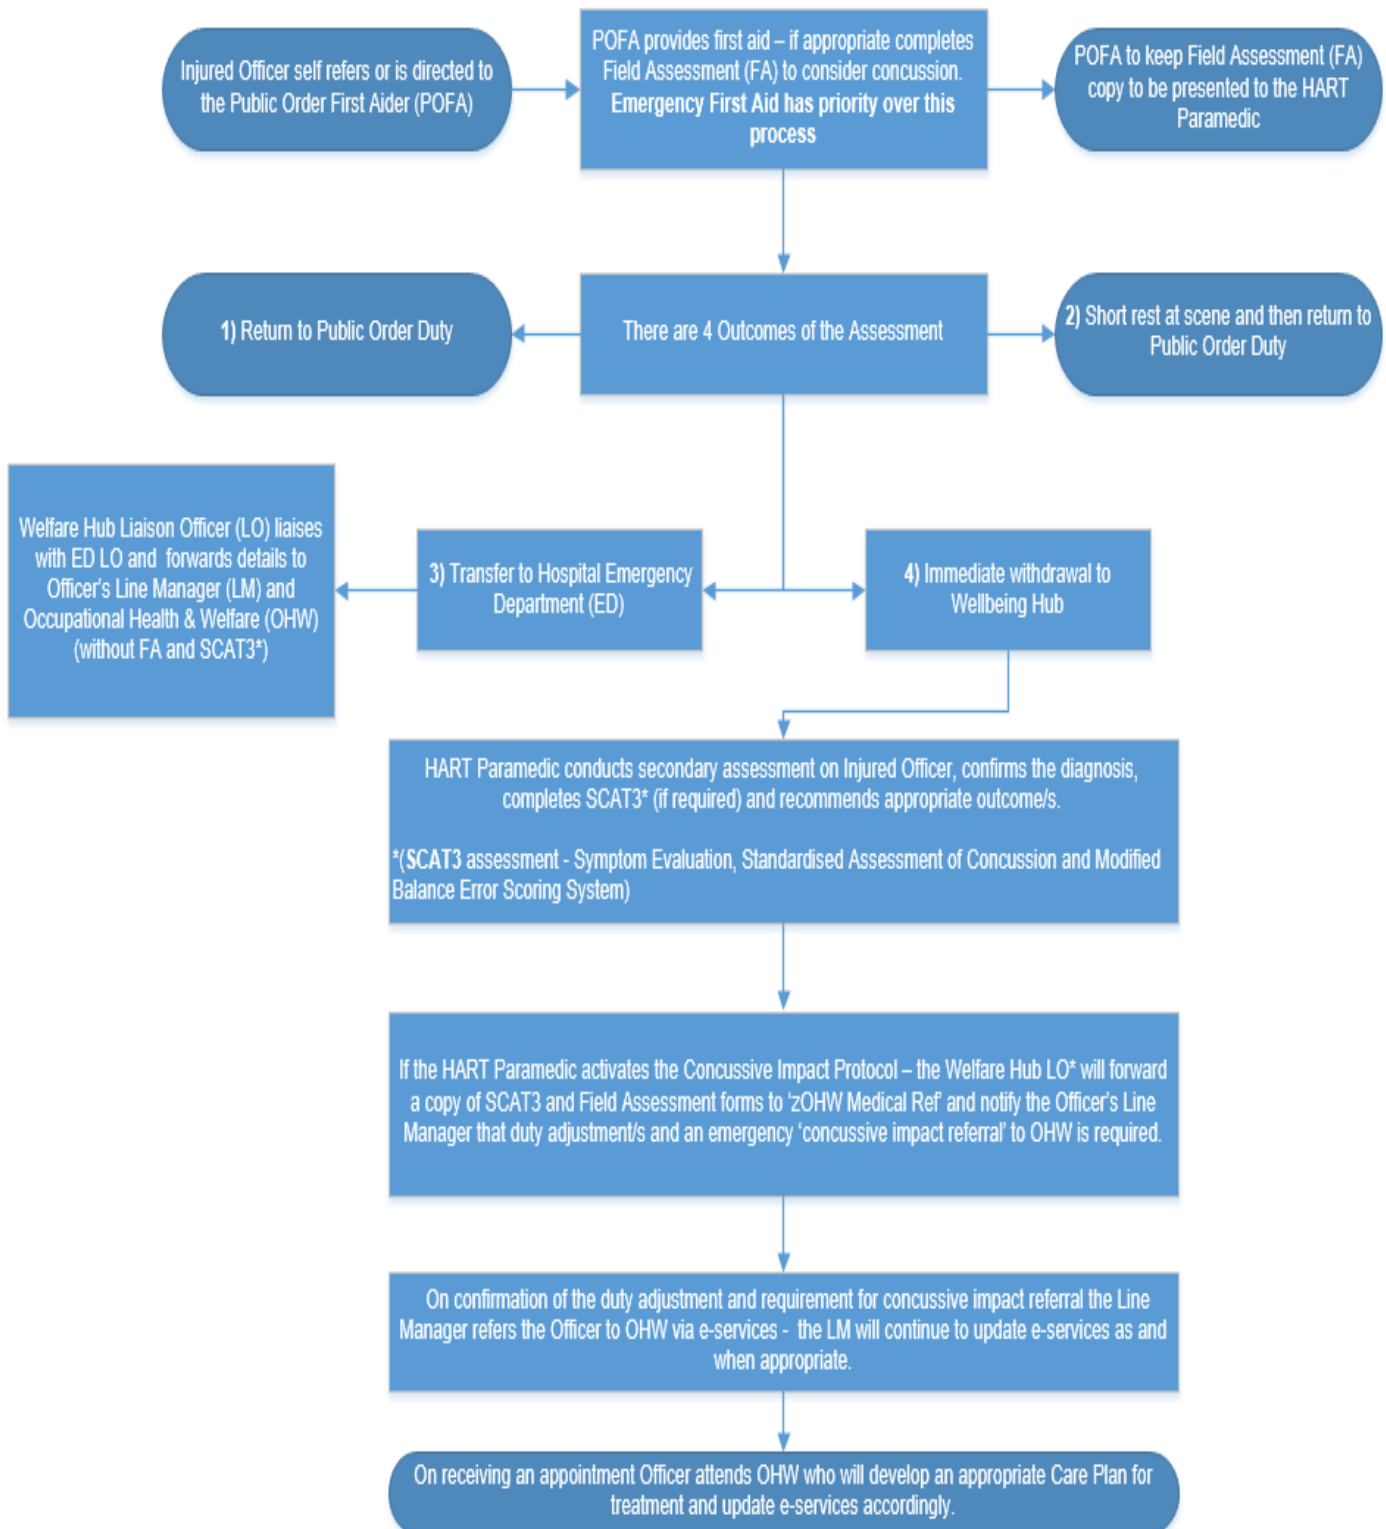 Injured Officer self refers or is directed to
the Public Order First Aider (POFA)
POFA provides first aid – if appropriate completes
Field Assessment (FA) to consider concussion.
Emergency First Aid has priority over this
process
POFA to keep Field Assessment (FA)
copy to be presented to the HART
Paramedic
1) Return to Public Order Duty
There are 4 Outcomes of the Assessment
2) Short rest at scene and then return to
Public Order Duty
Welfare Hub Liaison Officer (LO) liaises
with ED LO and forwards details to
Officer's Line Manager (LM) and
Occupational Health & Welfare (OHW)
(without FA and SCAT3*)
3) Transfer to Hospital Emergency
Department (ED)
4) Immediate withdrawal to
Wellbeing Hub
HART Paramedic conducts secondary assessment on Injured Officer, confirms the diagnosis,
completes SCAT3* (if required) and recommends appropriate outcome/s.
*(SCAT3 assessment - Symptom Evaluation, Standardised Assessment of Concussion and Modified
Balance Error Scoring System)
If the HART Paramedic activates the Concussive Impact Protocol – the Welfare Hub LO* will forward
a copy of SCAT3 and Field Assessment forms to ‘zOHW Medical Ref’ and notify the Officer’s Line
Manager that duty adjustment/s and an emergency ‘concussive impact referral’ to OHW is required.
On confirmation of the duty adjustment and requirement for concussive impact referral the Line
Manager refers the Officer to OHW via e-services - the LM will continue to update e-services as and
when appropriate.
On receiving an appointment Officer attends OHW who will develop an appropriate Care Plan for
treatment and update e-services accordingly.